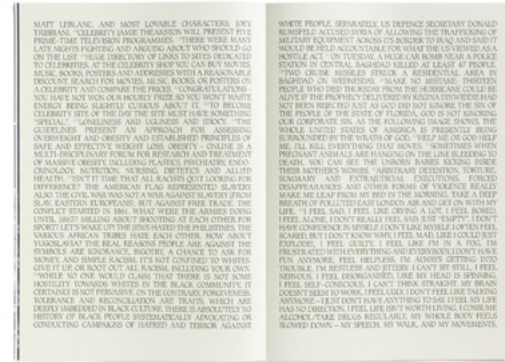 MATT LEBLANC, AND MOST LOVABLE CHARACTERS, JOEY
TRIBBIANI. "CELEBRITY JAMIE THEAKSTON WILL PRESENT FIVE
PRIME-TIME TELEVISION PROGRAMMES. "THERE WERE MANY
LATE NIGHTS FIGHTING AND ARGUING ABOUT WHO SHOULD GO
ON THE LIST. "HUGE DIRECTORY OF LINKS TO SITES DEDICATED
TO CELEBRITIES. AT THE CELEBRITY SHOP YOU CAN BUY MOVIES,
MUSIC, BOOKS, POSTERS AND ADDRESSES WITH A REASONABLE
DISCOUNT. SEARCH FOR MOVIES, MUSIC, BOOKS, OR POSTERS ON
A CELEBRITY AND COMPARE THE PRICES. "CONGRATULATIONS –
YOU HAVE NOT WON OUR HOURLY PRIZE SO YOU WON'T WASTE
ENERGY BEING SLIGHTLY CURIOUS ABOUT IT. "TO BECOME
CELEBRITY SITE OF THE DAY THE SITE MUST HAVE SOMETHING
"SPECIAL." "LONELINESS AND UGLINESS AND IDIOCY. "THE
GUIDELINES PRESENT AN APPROACH FOR ASSESSING
OVERWEIGHT AND OBESITY AND ESTABLISHED PRINCIPLES OF
SAFE AND EFFECTIVE WEIGHT LOSS. OBESITY – ONLINE IS A
MULTI-DISCIPLINARY FORUM FOR RESEARCH AND TREATMENT
OF MASSIVE OBESITY, INCLUDING PLASTICS, PSYCHIATRY, ENDO-
CRINOLOGY, NUTRITION, NURSING, DIETETICS AND ALLIED
HEALTH. "ISN'T IT TIME THAT ALL RACISTS QUIT LOOKING FOR
DIFFERENCE? THE AMERICAN FLAG REPRESENTED SLAVERY
ALSO. THE CIVIL WAR WAS NOT A WAR AGAINST SLAVERY (FROM
SLAV, EASTERN EUROPEANS), BUT AGAINST FREE TRADE. THE
CONFLICT STARTED IN 1861. WHAT WERE THE ARMIES DOING
UNTIL 1863? MILLING ABOUT SHOOTING AT EACH OTHER FOR
SPORT? LET'S WAKE UP! THE JEWS HATED THE PHILISTINES, THE
VARIOUS AFRICAN TRIBES HATE EACH OTHER. HOW ABOUT
YUGOSLAVIA? THE REAL REASONS PEOPLE ARE AGAINST THE
SYMBOLS ARE IGNORANCE, BIGOTRY, A CHANCE TO ASK FOR
MONEY, AND SIMPLE RACISM. IT'S NOT CONFINED TO WHITES.
GIVE IT UP, OR ROOT OUT ALL RACISM, INCLUDING YOUR OWN.
"WHILE NO ONE WOULD CLAIM THAT THERE IS NOT SOME
HOSTILITY TOWARDS WHITES IN THE BLACK COMMUNITY, IT
CERTAINLY IS NOT PERVASIVE. ON THE CONTRARY, FORGIVENESS,
TOLERANCE AND RECONCILIATION ARE TRAITS, WHICH ARE
DEEPLY IMBEDDED IN BLACK CULTURE. THERE IS ABSOLUTELY NO
HISTORY OF BLACK PEOPLE SYSTEMATICALLY ADVOCATING OR
CONDUCTING CAMPAIGNS OF HATRED AND TERROR AGAINST
WHITE PEOPLE. SEPARATELY, US DEFENCE SECRETARY DONALD
RUMSFELD ACCUSED SYRIA OF ALLOWING THE TRAFFICKING OF
MILITARY EQUIPMENT ACROSS ITS BORDER TO IRAQ AND SAID IT
WOULD BE HELD ACCOUNTABLE FOR WHAT THE US VIEWED AS A
HOSTILE ACT. "ON TUESDAY, A HUGE CAR BOMB NEAR A POLICE
STATION IN CENTRAL BAGHDAD KILLED AT LEAST 47 PEOPLE.
"TWO CRUISE MISSILES STRUCK A RESIDENTIAL AREA IN
BAGHDAD ON WEDNESDAY. "MAKE NO MISTAKE. THIRTEEN
PEOPLE WHO DIED THURSDAY FROM THE HURRICANE COULD BE
ALIVE IF THE PROPHECY DELIVERED BY REGINA DWINEME HAD
NOT BEEN REJECTED. JUST AS GOD DID NOT IGNORE THE SIN OF
THE PEOPLE OF THE STATE OF FLORIDA, GOD IS NOT IGNORING
OUR CORPORATE SIN. AS THE FOLLOWING IMAGE SHOWS, THE
WHOLE UNITED STATES OF AMERICA IS PRESENTLY BEING
SURROUNDED BY THE WRATH OF GOD. "HELP ME OR GOD HELP
ME, I'LL KILL EVERYTHING THAT MOVES. "SOMETIMES WHEN
PREGNANT ANIMALS ARE HANGING ON THE LINE BLEEDING TO
DEATH, YOU CAN SEE THE UNBORN BABIES KICKING INSIDE
THEIR MOTHER'S WOMBS. "ARBITRARY DETENTION, TORTURE,
SUMMARY AND EXTRAJUDICIAL EXECUTIONS, FORCED
DISAPPEARANCES AND OTHER FORMS OF VIOLENCE REALLY
MAKE ME LEAP FROM MY BED IN THE MORNING, TAKE A DEEP
BREATH OF POLLUTED EAST LONDON AIR AND GET ON WITH MY
LIFE. "I FEEL SAD. I FEEL LIKE CRYING A LOT. I FEEL BORED.
I FEEL ALONE. I DON'T REALLY FEEL SAD JUST "EMPTY". I DON'T
HAVE CONFIDENCE IN MYSELF. I DON'T LIKE MYSELF. I OFTEN FEEL
SCARED, BUT I DON'T KNOW WHY. I FEEL MAD, LIKE I COULD JUST
EXPLODE. I FEEL GUILTY. I FEEL LIKE I'M IN A FOG. I'M
FRUSTRATED WITH EVERYTHING AND EVERYBODY. I DON'T HAVE
FUN ANYMORE. FEEL HELPLESS. I'M ALWAYS GETTING INTO
TROUBLE. I'M RESTLESS AND JITTERY. I CAN'T SIT STILL. I FEEL
NERVOUS. I FEEL DISORGANISED, LIKE MY HEAD IS SPINNING.
I FEEL SELF-CONSCIOUS. I CAN'T THINK STRAIGHT. MY BRAIN
DOESN'T SEEM TO WORK. I FEEL UGLY. I DON'T FEEL LIKE TALKING
ANYMORE – I JUST DON'T HAVE ANYTHING TO SAY. I FEEL MY LIFE
HAS NO DIRECTION. I FEEL LIFE ISN'T WORTH LIVING. I CONSUME
ALCOHOL/TAKE DRUGS REGULARLY. MY WHOLE BODY FEELS
SLOWED DOWN – MY SPEECH, MY WALK, AND MY MOVEMENTS.